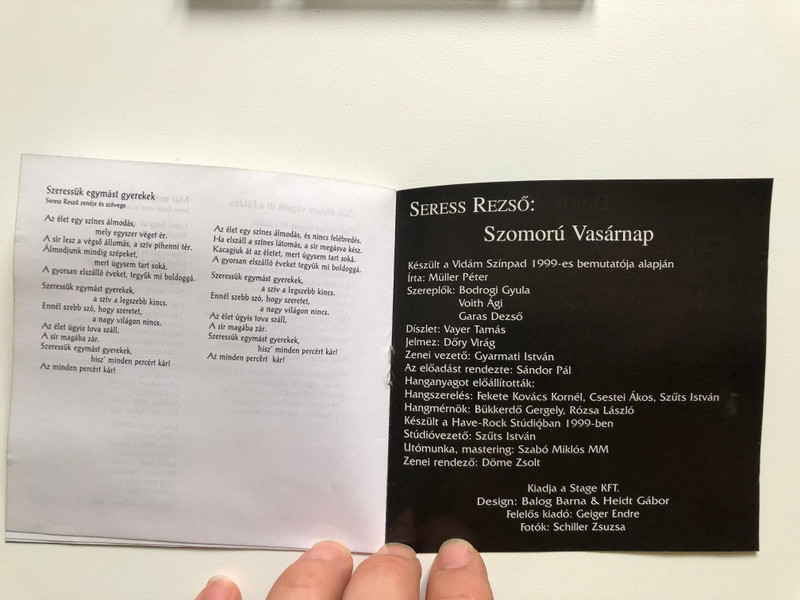 Szeressük egymást gyerekek
Seress Rezső zenéje és szövege
Az élet egy színes álmodás,
mely egyszer véget ér.
A sír lesz a végső állomás, a szív pihenni tér.
Álmodjunk mindig szépeket,
mert úgysem tart soká.
A gyorsan elszálló éveket tegyük mi boldoggá.
Szeressük egymást gyerekek,
a szív a legszebb kincs.
Ennél szebb szó, hogy szeretet,
a nagy világon nincs.
Az élet úgyis tova száll,
A sír magába zár.
Szeressük egymást gyerekek,
hisz' minden percért kár!
Az minden percért kár!
Az élet egy színes álmodás, és nincs felébredés.
Ha elszáll a színes látomás, a sír megásva kész.
Kacagjuk át az életet, mert úgysem tart soká.
A gyorsan elszálló éveket tegyük mi boldoggá.
Szeressük egymást gyerekek,
a szív a legszebb kincs.
Ennél szebb szó, hogy szeretet,
a nagy világon nincs.
Az élet úgyis tova száll,
A sír magába zár.
Szeressük egymást gyerekek,
hisz' minden percért kár!
Az minden percért kár!
SERESS REZSŐ:
Szomorú Vasárnap
Készült a Vidám Színpad 1999-es bemutatója alapján
Írta: Müller Péter
Szereplők: Bodrogi Gyula
Voith Ági
Garas Dezső
Díszlet: Vayer Tamás
Jelmez: Dőry Virág
Zenei vezető: Gyarmati István
Az előadást rendezte: Sándor Pál
Hanganyagot előállították:
Hangszerelés: Fekete Kovács Kornél, Csestei Ákos, Szűts István
Hangmérnök: Bükkerdő Gergely, Rózsa László
Készült a Have-Rock Stúdióban 1999-ben
Stúdióvezető: Szűts István
Utómunka, mastering: Szabó Miklós MM
Zenei rendező: Döme Zsolt
Kiadja a Stage KFT.
Design: Balog Barna & Heidt Gábor
Felelős kiadó: Geiger Endre
Fotók: Schiller Zsuzsa